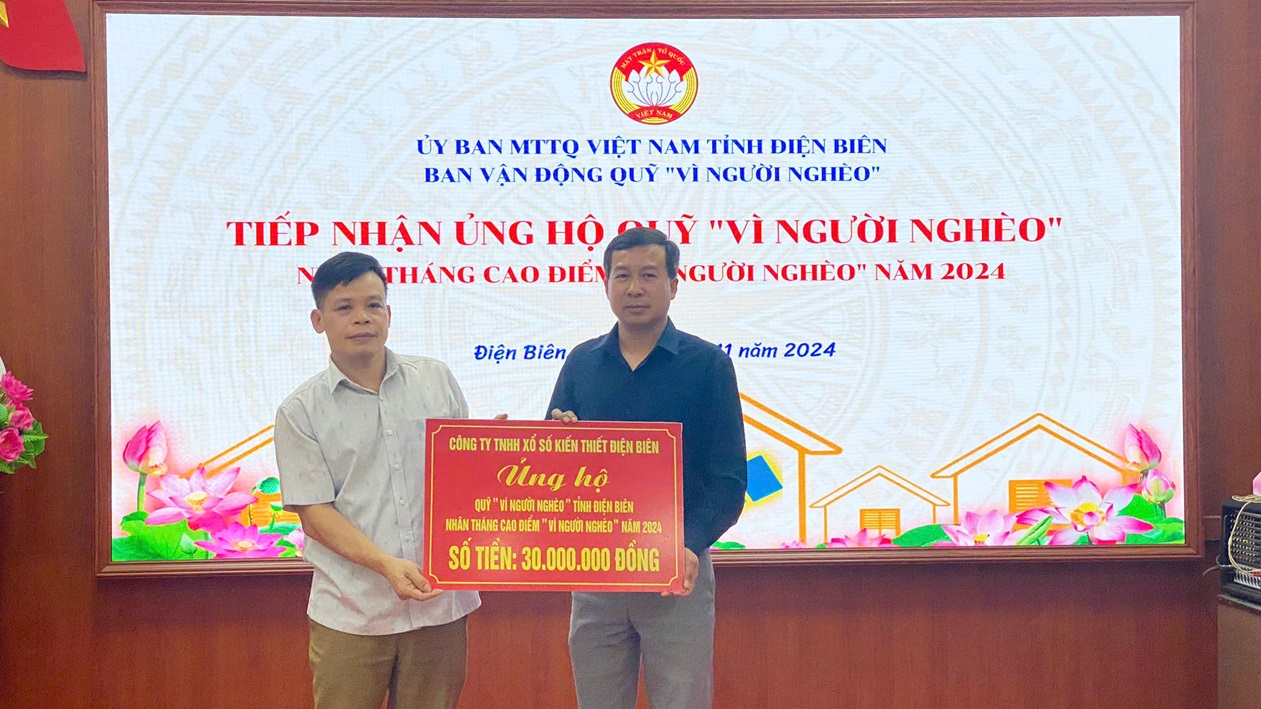 MẶT TRẬN TỔ QUỐC
VIỆT NAM
ỦY BAN MTTQ VIỆT NAM TỈNH ĐIỆN BIÊN
BAN VẬN ĐỘNG QUỸ "VÌ NGƯỜI NGHÈO"
TIẾP NHẬN ỦNG HỘ QUỸ "VÌ NGƯỜI NGHÈO"
THÁNG CAO ĐIỂM NGƯỜI NGHÈO" NĂM 2024
Điện Biên, 11 năm 2024
CÔNG TY TNHH XỔ SỐ KIẾN THIẾT ĐIỆN BIÊN
Ủng hộ
QUỸ "VÌ NGƯỜI NGHÈO" TỈNH ĐIỆN BIÊN
NHÂN THÁNG CAO ĐIỂM "VÌ NGƯỜI NGHÈO" NĂM 2024
SỐ TIỀN: 30.000.000 ĐỒNG